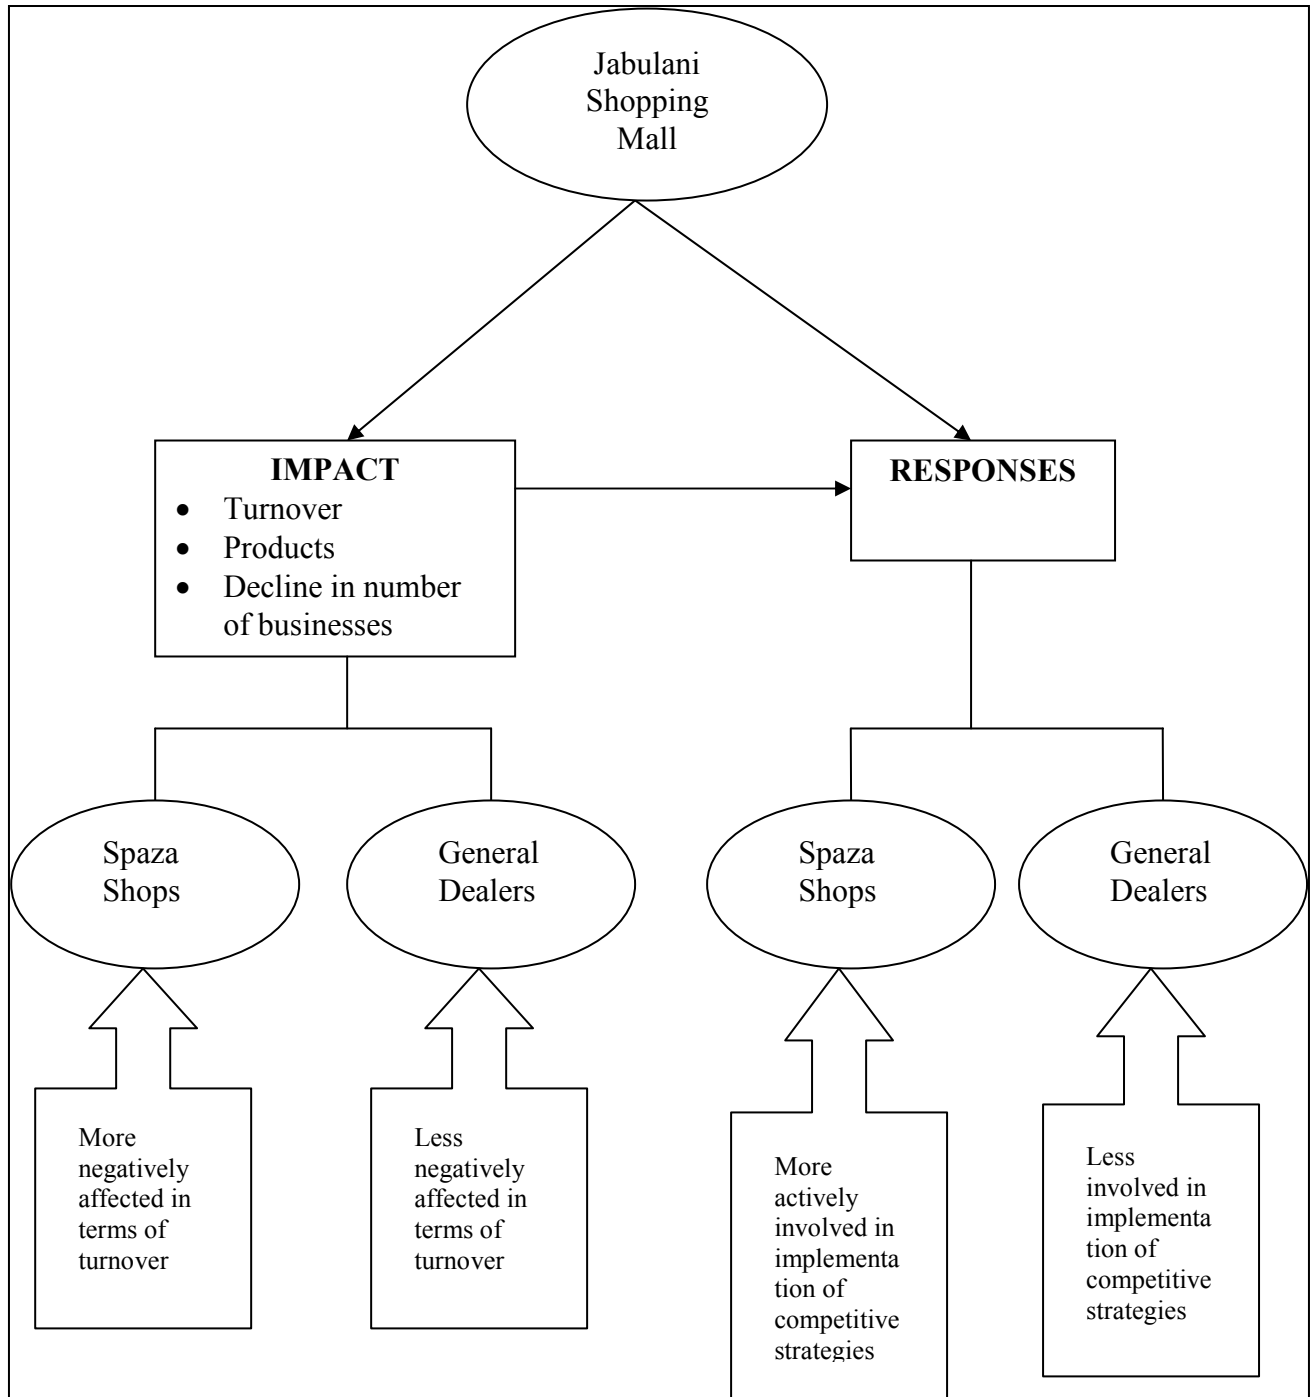 Jabulani
Shopping
Mall
IMPACT
• Turnover
• Products
• Decline in number
of businesses
RESPONSES
Spaza
Shops
General
Dealers
Spaza
Shops
General
Dealers
More
negatively
affected in
terms of
turnover
Less
negatively
affected in
terms of
turnover
More
actively
involved in
implementa
tion of
competitive
strategies
Less
involved in
implementa
tion of
competitive
strategies